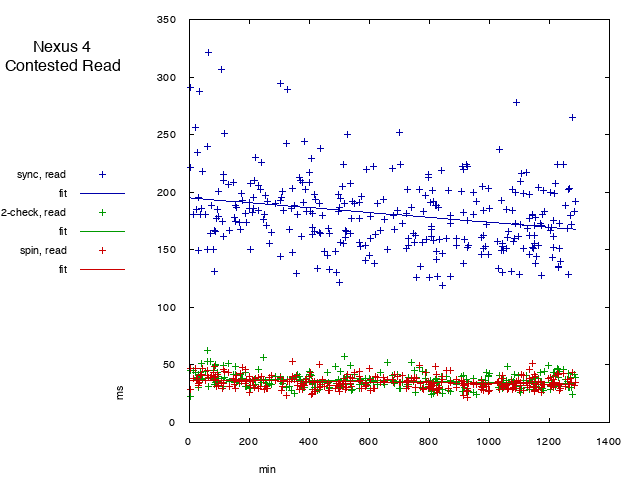 Nexus 4
Contested Read
sync, read
fit
2-check, read
fit
spin, read
fit
350
300
250
200
150
100
50
0
ms
0
200
400
600
800
1000
1200
1400
min